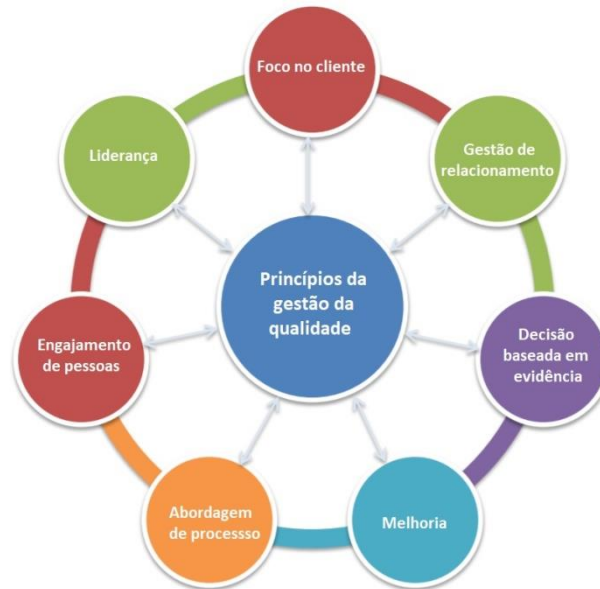 Foco no cliente
Gestão de
relacionamento
Decisão
baseada em
evidência
Melhoria
Abordagem
de processso
Engajamento
de pessoas
Liderança
Princípios da
gestão da
qualidade